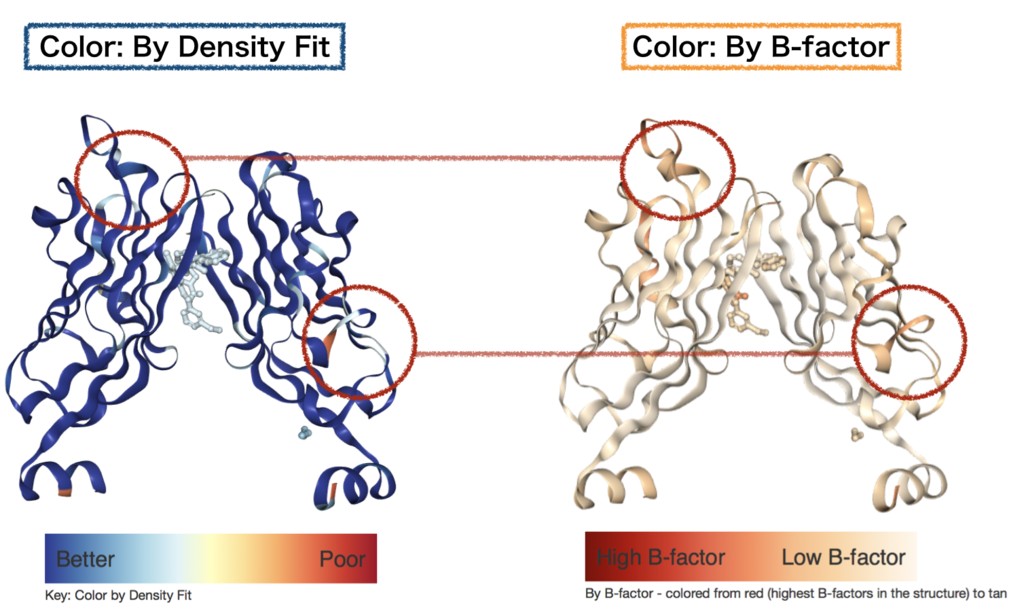 Color: By Density Fit
Color: By B-factor
Better
Poor
High B-factor
Low B-factor
Key: Color by Density Fit
By B-factor - colored from red (highest B-factors in the structure) to tan